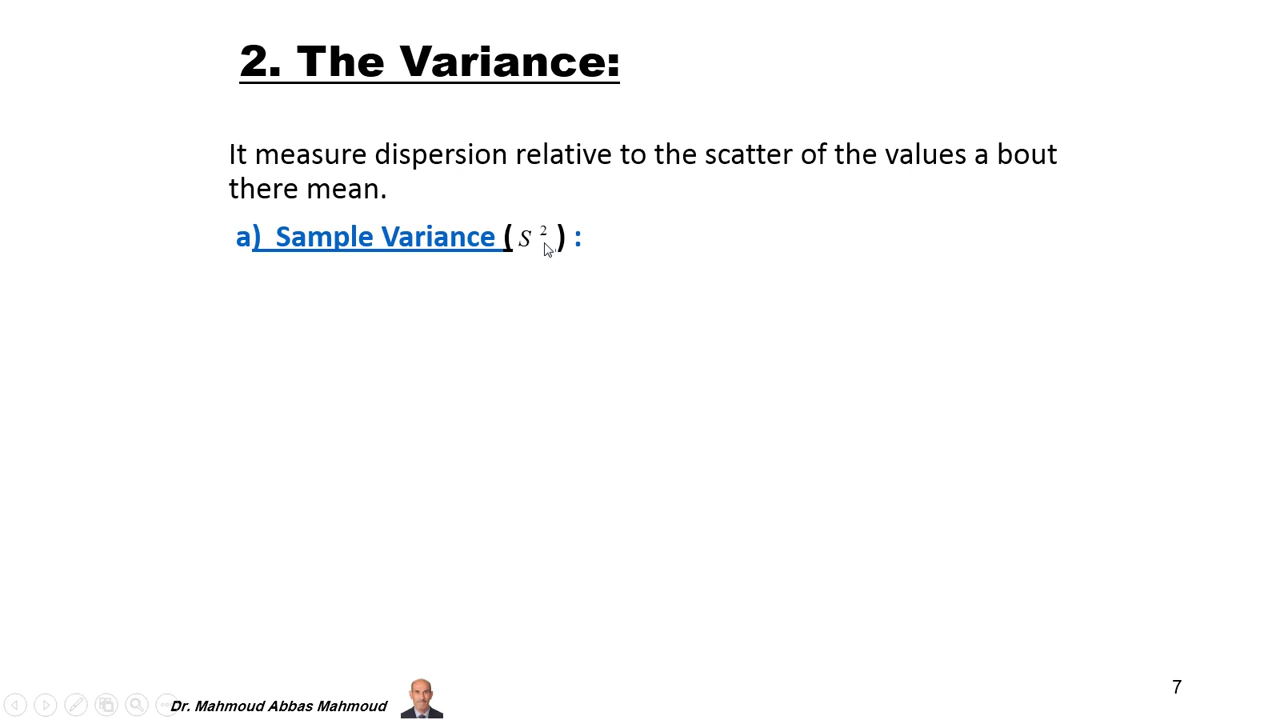 2. The Variance:
It measure dispersion relative to the scatter of the values a bout
there mean.
a)  Sample Variance ( S ² ) :
Dr. Mahmoud Abbas Mahmoud
7